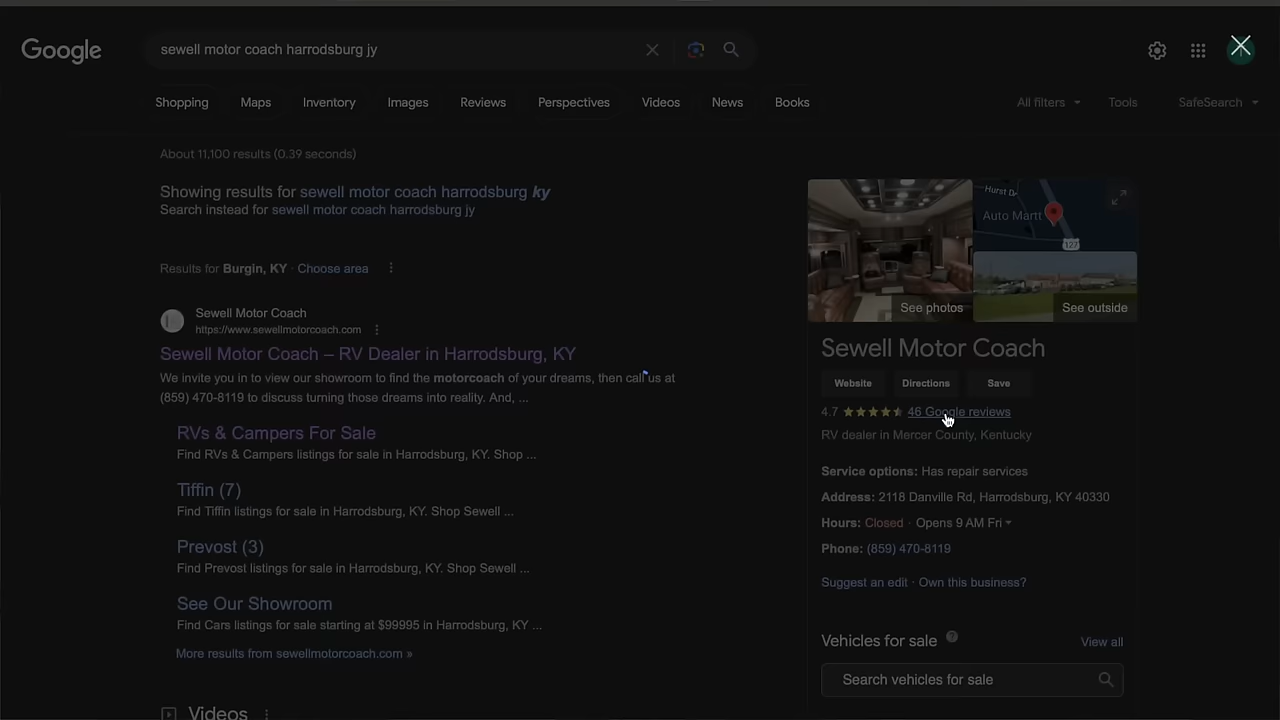 Google
sewell motor coach harrodsburg jy
Shopping
Maps
Inventory
Images
Reviews
Perspectives
Videos
News
Books
All filters
Tools
SafeSearch
About 11,100 results (0.39 seconds)
Showing results for sewell motor coach harrodsburg ky
Search instead for sewell motor coach harrodsburg jy
Results for Burgin, KY · Choose area
Sewell Motor Coach
https://www.sewellmotorcoach.com
Sewell Motor Coach – RV Dealer in Harrodsburg, KY
We invite you in to view our showroom to find the motorcoach of your dreams, then call us at
(859) 470-8119 to discuss turning those dreams into reality. And, ...
RVs & Campers For Sale
Find RVs & Campers listings for sale in Harrodsburg, KY. Shop ...
Tiffin (7)
Find Tiffin listings for sale in Harrodsburg, KY. Shop Sewell ...
Prevost (3)
Find Prevost listings for sale in Harrodsburg, KY. Shop Sewell ...
See Our Showroom
Find Cars listings for sale starting at $99995 in Harrodsburg, KY ...
More results from sewellmotorcoach.com »
Videos
Hurst D
Auto Martt
127
See photos
See outside
Sewell Motor Coach
Website
Directions
Save
4.7
46 Google reviews
RV dealer in Mercer County, Kentucky
Service options: Has repair services
Address: 2118 Danville Rd, Harrodsburg, KY 40330
Hours: Closed · Opens 9 AM Fri
Phone: (859) 470-8119
Suggest an edit · Own this business?
Vehicles for sale
View all
Search vehicles for sale